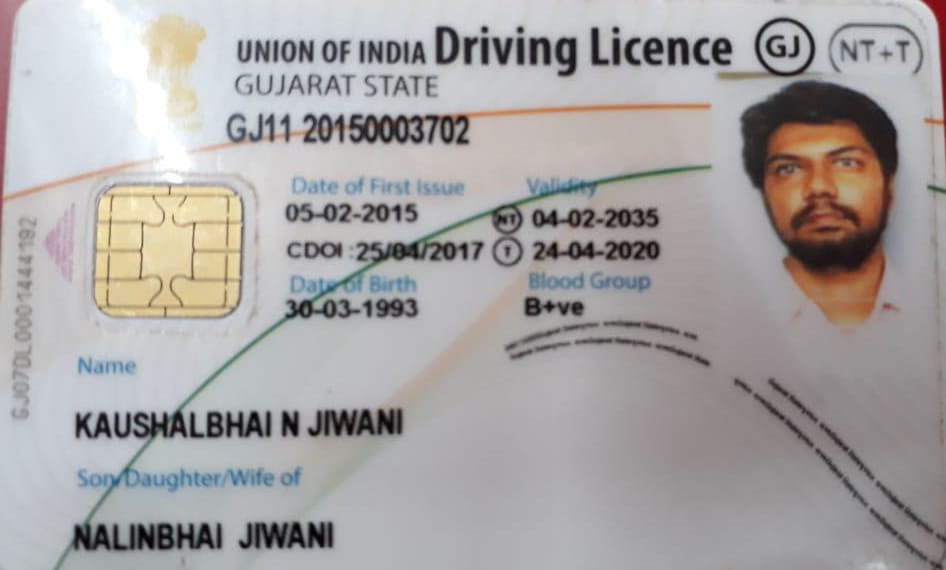 UNION OF INDIA Driving Licence GJ NT+T
GUJARAT STATE
GJ11 20150003702
Date of First Issue Validity
05-02-2015 NT 04-02-2035
CDOI : 25/04/2017 T 24-04-2020
Date of Birth Blood Group
30-03-1993 B+ve
Name
KAUSHALBHAI N JIWANI
Son/Daughter/Wife of
NALINBHAI JIWANI
GJ07DL0001444192